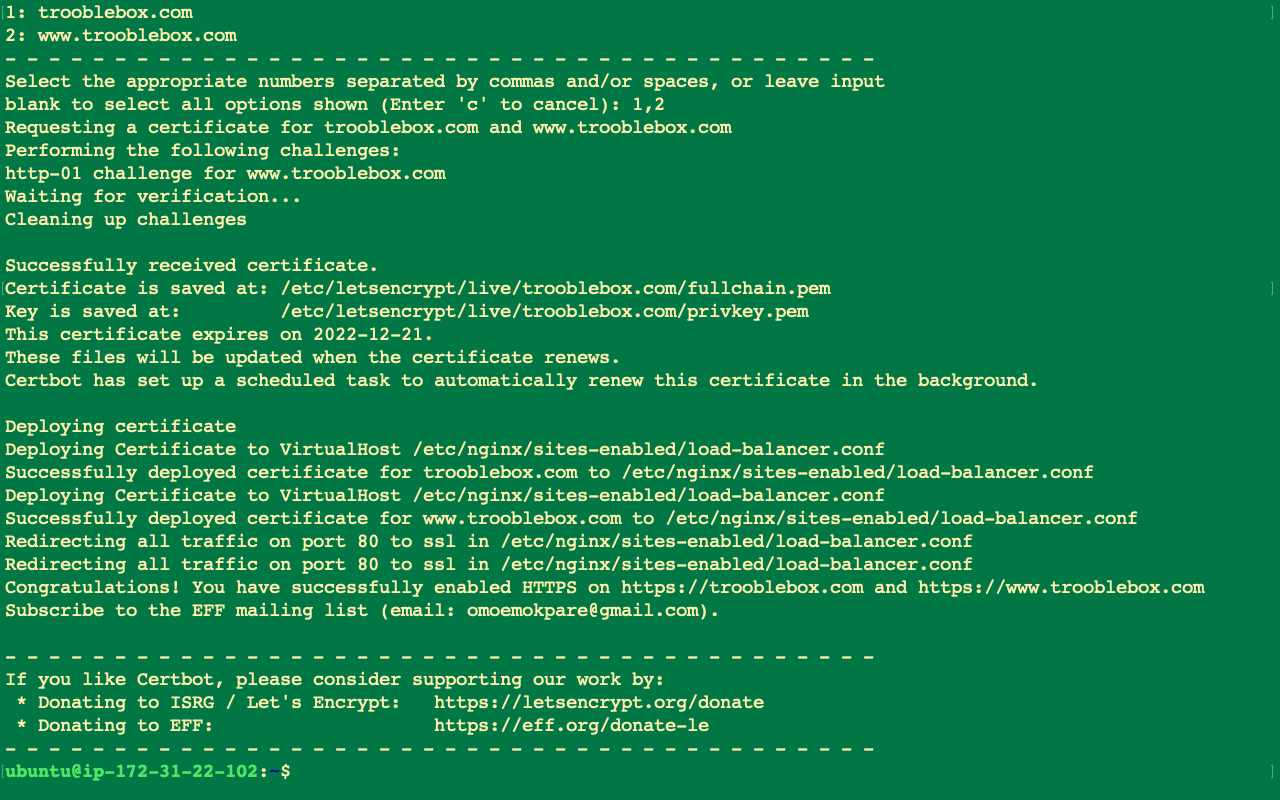 1: trooblebox.com
2: www.trooblebox.com
- - - - - - - - - - - - - - - - - - - - - - - - - - - - - - - - - - - - - - - -
Select the appropriate numbers separated by commas and/or spaces, or leave input
blank to select all options shown (Enter 'c' to cancel): 1,2
Requesting a certificate for trooblebox.com and www.trooblebox.com
Performing the following challenges:
http-01 challenge for www.trooblebox.com
Waiting for verification...
Cleaning up challenges

Successfully received certificate.
Certificate is saved at: /etc/letsencrypt/live/trooblebox.com/fullchain.pem
Key is saved at:         /etc/letsencrypt/live/trooblebox.com/privkey.pem
This certificate expires on 2022-12-21.
These files will be updated when the certificate renews.
Certbot has set up a scheduled task to automatically renew this certificate in the background.

Deploying certificate
Deploying Certificate to VirtualHost /etc/nginx/sites-enabled/load-balancer.conf
Successfully deployed certificate for trooblebox.com to /etc/nginx/sites-enabled/load-balancer.conf
Deploying Certificate to VirtualHost /etc/nginx/sites-enabled/load-balancer.conf
Successfully deployed certificate for www.trooblebox.com to /etc/nginx/sites-enabled/load-balancer.conf
Redirecting all traffic on port 80 to ssl in /etc/nginx/sites-enabled/load-balancer.conf
Redirecting all traffic on port 80 to ssl in /etc/nginx/sites-enabled/load-balancer.conf
Congratulations! You have successfully enabled HTTPS on https://trooblebox.com and https://www.trooblebox.com
Subscribe to the EFF mailing list (email: omoemokpare@gmail.com).

- - - - - - - - - - - - - - - - - - - - - - - - - - - - - - - - - - - - - - - -
If you like Certbot, please consider supporting our work by:
 * Donating to ISRG / Let's Encrypt:   https://letsencrypt.org/donate
 * Donating to EFF:                    https://eff.org/donate-le
- - - - - - - - - - - - - - - - - - - - - - - - - - - - - - - - - - - - - - - -
ubuntu@ip-172-31-22-102:~$